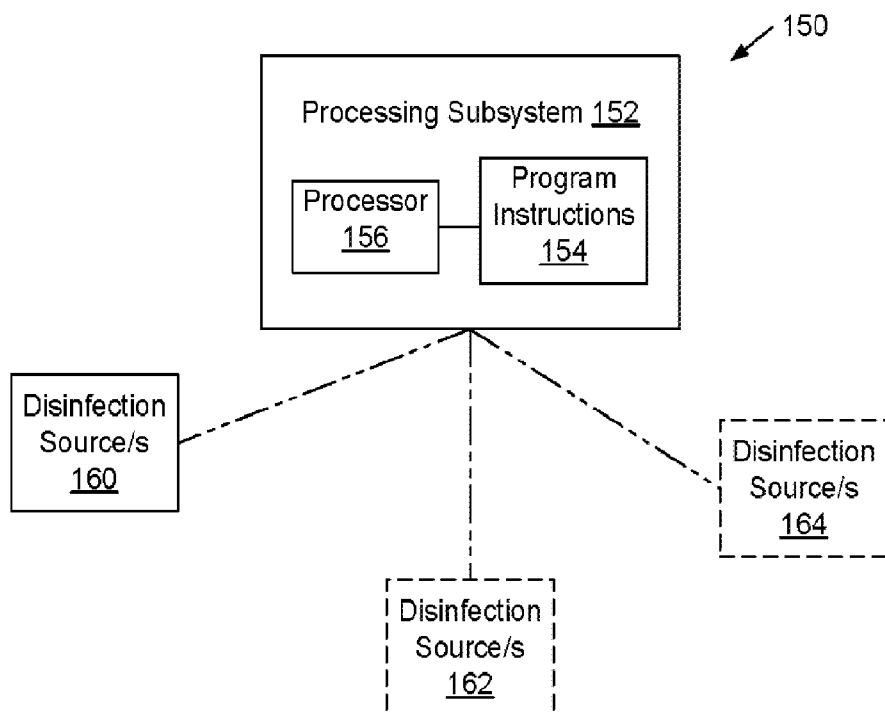 150
Processing Subsystem 152
Processor
156
Program
Instructions
154
Disinfection
Source/s
160
Disinfection
Source/s
164
Disinfection
Source/s
162